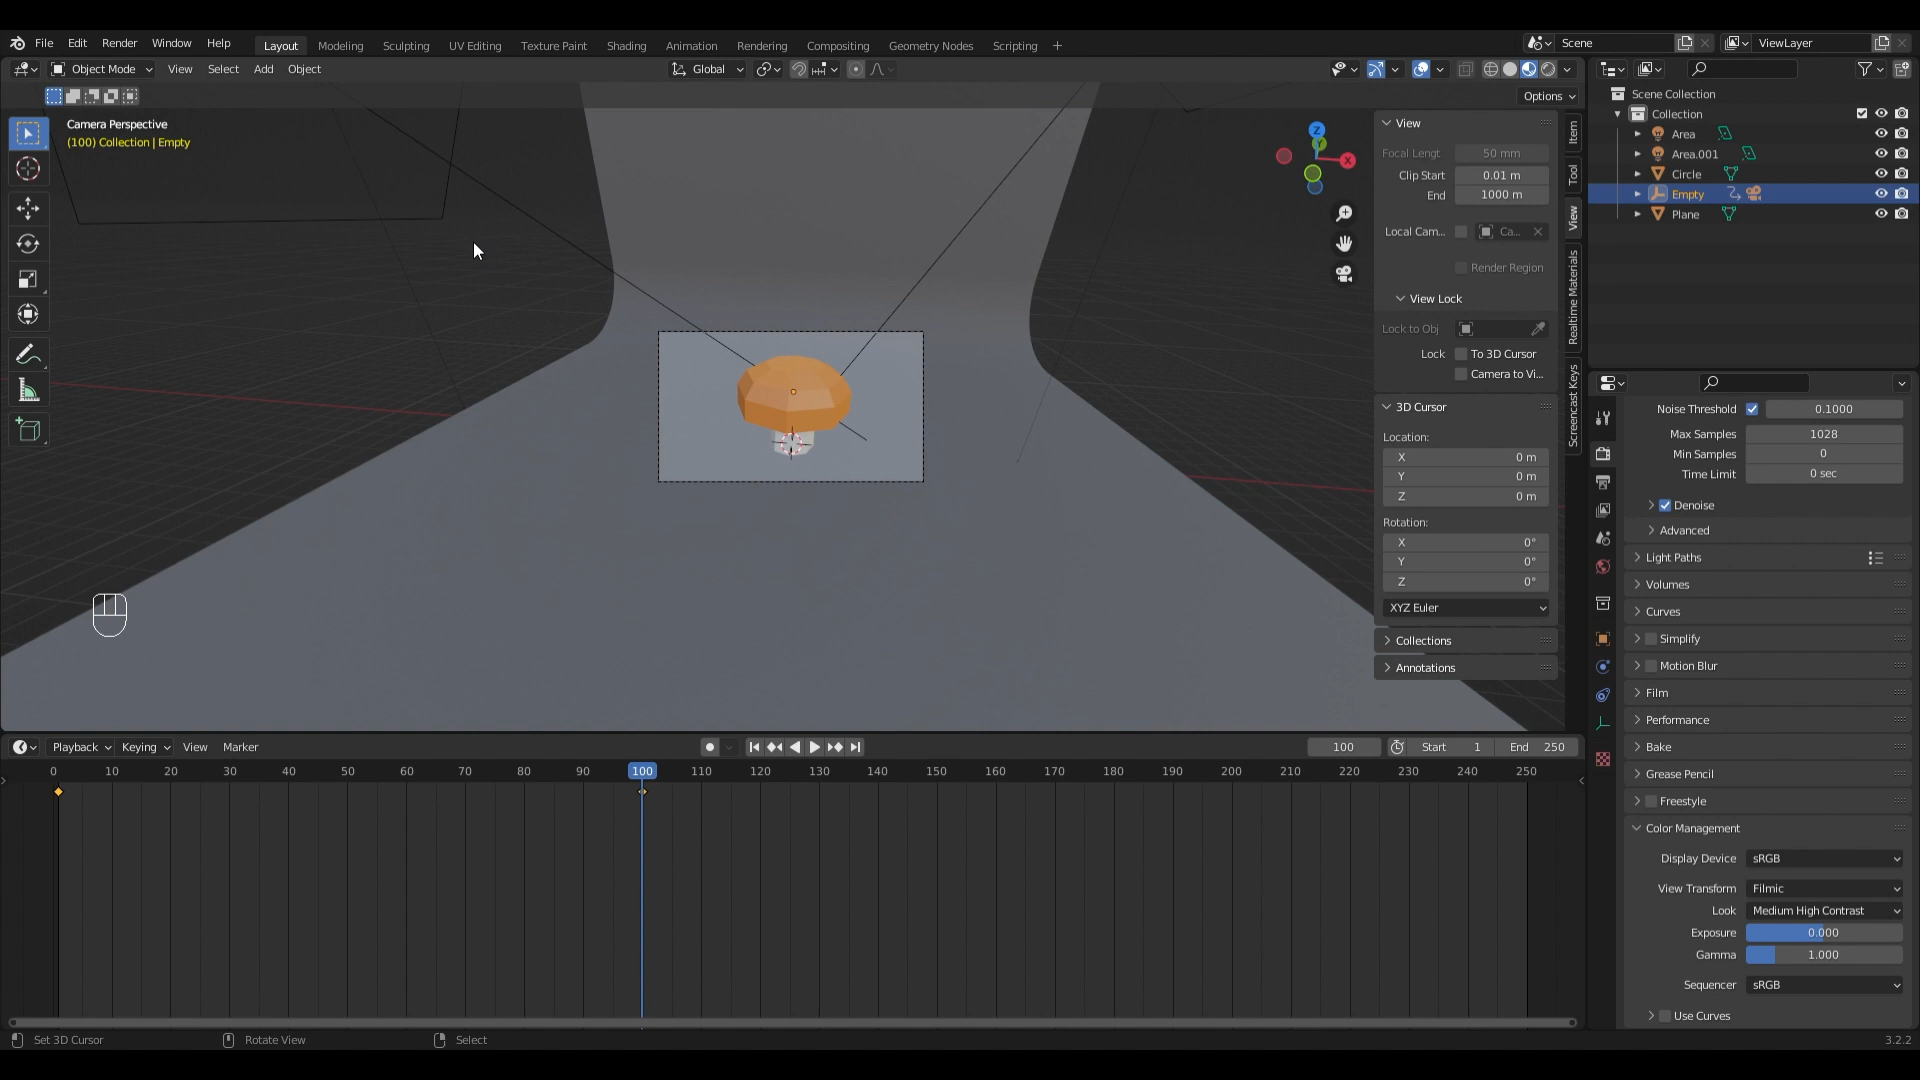 File Edit Render Window Help Layout Modeling Sculpting UV Editing Texture Paint Shading Animation Rendering Compositing Geometry Nodes Scripting + Scene ViewLayer
Object Mode View Select Add Object Global
Options
Camera Perspective
(100) Collection | Empty
Z
X
View
Focal Lengt 50 mm
Clip Start 0.01 m
End 1000 m
Local Cam... Ca...
Render Region
View Lock
Lock to Obj
Lock To 3D Cursor
Camera to Vi...
3D Cursor
Location:
X 0 m
Y 0 m
Z 0 m
Rotation:
X 0°
Y 0°
Z 0°
XYZ Euler
Collections
Annotations
Item
Tool
View
Realtime Materials
Screencast Keys
Scene Collection
Collection
Area
Area.001
Circle
Empty
Plane
Noise Threshold 0.1000
Max Samples 1028
Min Samples 0
Time Limit 0 sec
Denoise
Advanced
Light Paths
Volumes
Curves
Simplify
Motion Blur
Film
Performance
Bake
Grease Pencil
Freestyle
Color Management
Display Device sRGB
View Transform Filmic
Look Medium High Contrast
Exposure 0.000
Gamma 1.000
Sequencer sRGB
Use Curves
Playback Keying View Marker 100 Start 1 End 250
0 10 20 30 40 50 60 70 80 90 100 110 120 130 140 150 160 170 180 190 200 210 220 230 240 250
Set 3D Cursor Rotate View Select 3.2.2